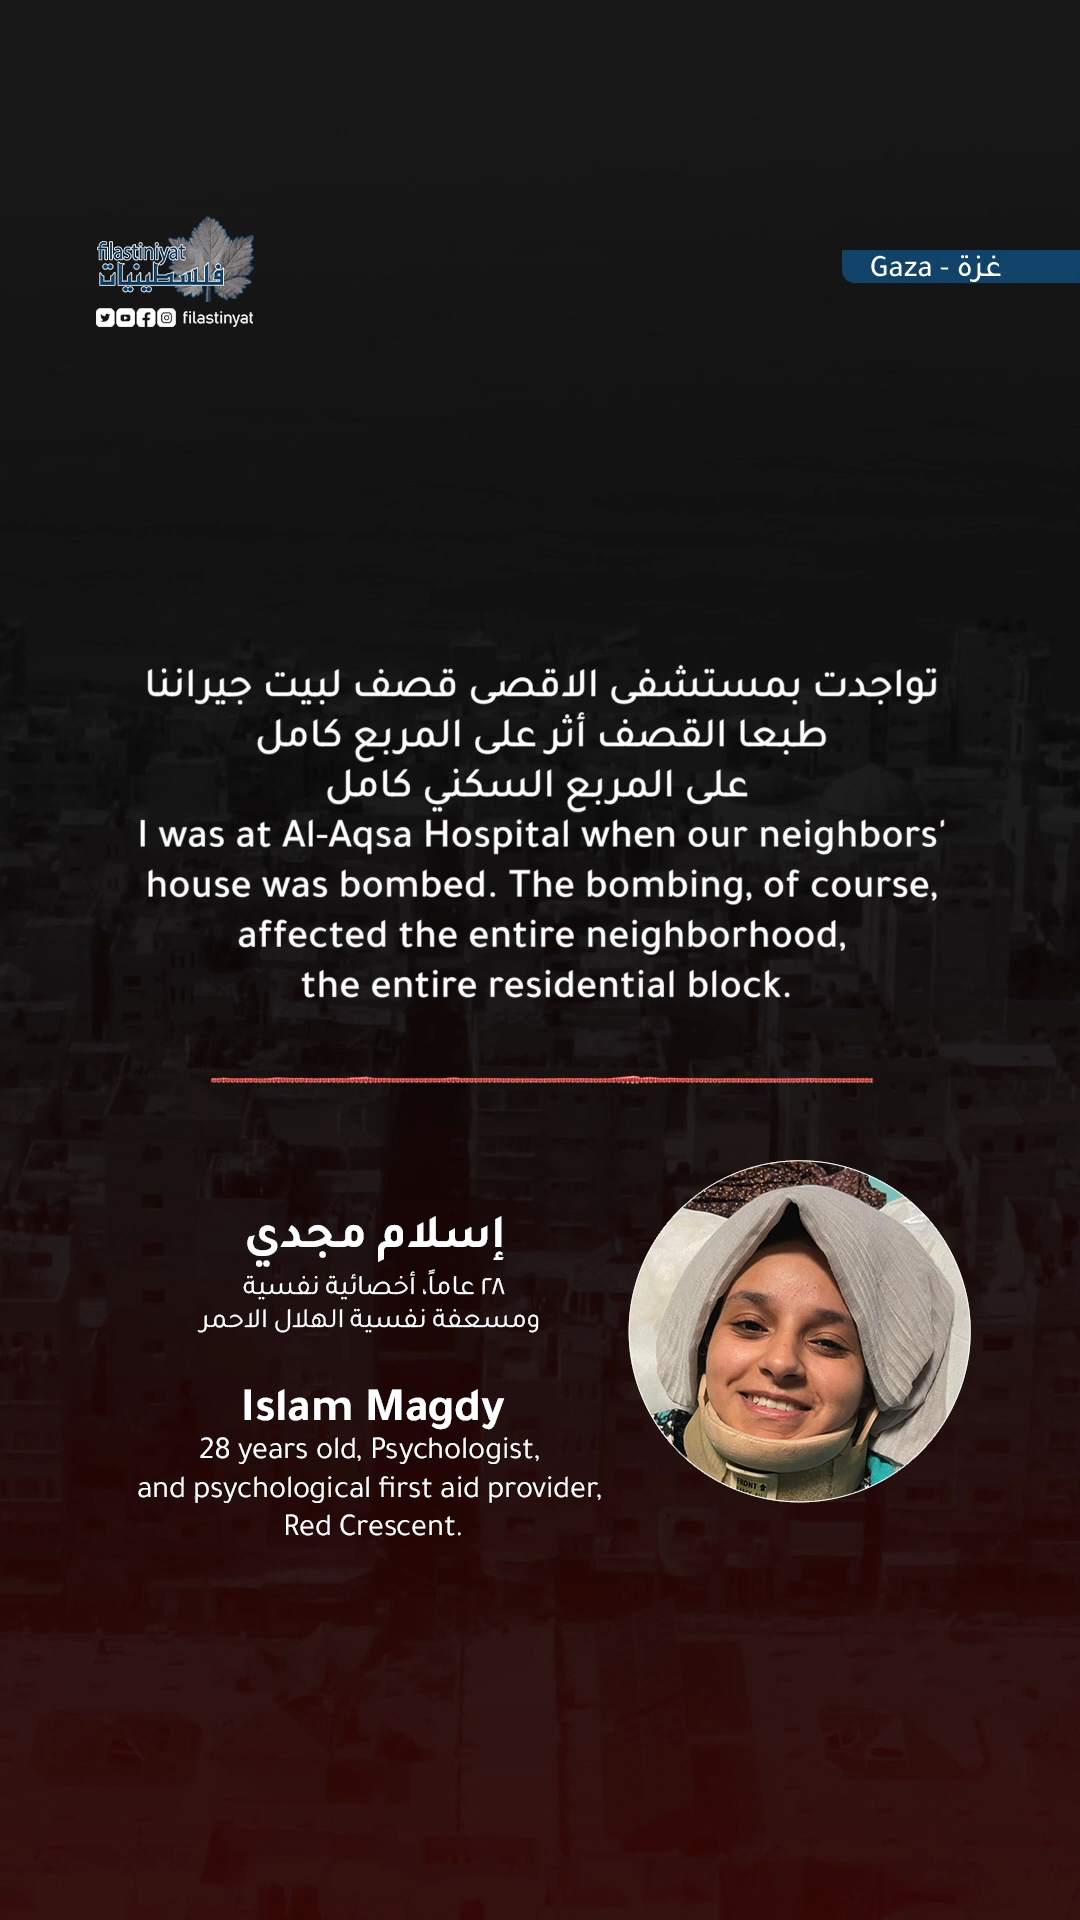 filastiniyat
فلسطينيات
filastinyat
Gaza - غزة
تواجدت بمستشفى الاقصى قصف لبيت جيراننا
طبعا القصف أثر على المربع كامل
على المربع السكني كامل
I was at Al-Aqsa Hospital when our neighbors'
house was bombed. The bombing, of course,
affected the entire neighborhood,
the entire residential block.
إسلام مجدي
٢٨ عاماً، أخصائية نفسية
ومسعفة نفسية الهلال الاحمر
Islam Magdy
28 years old, Psychologist,
and psychological first aid provider,
Red Crescent.
FRONT